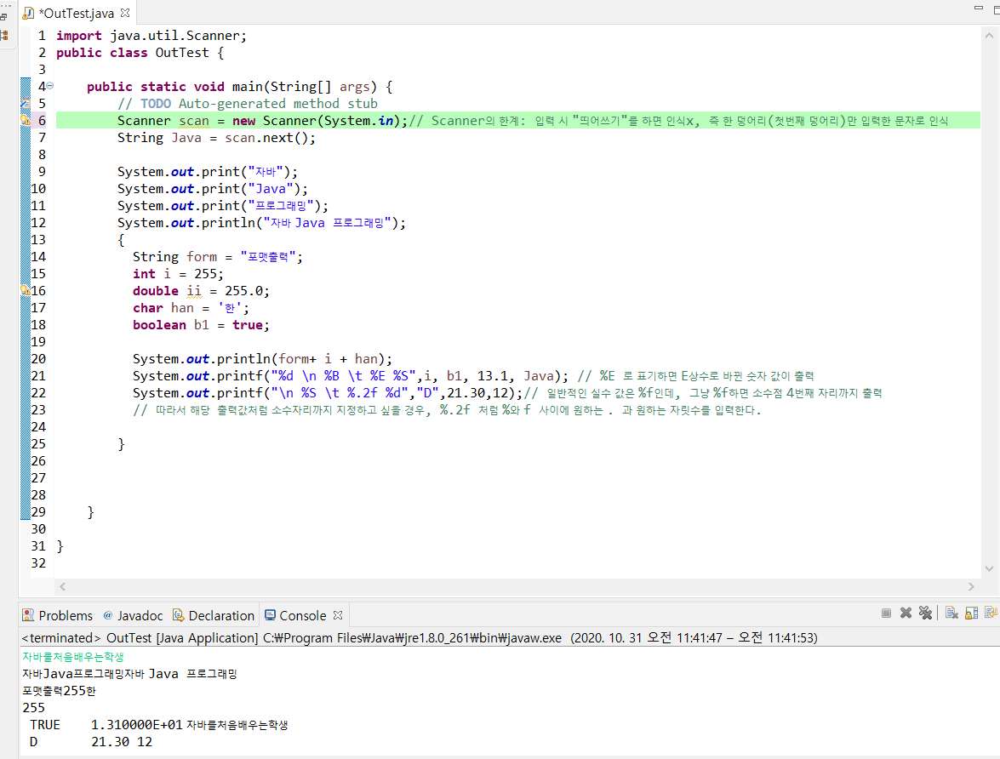 *OutTest.java
1 import java.util.Scanner;
2 public class OutTest {
3
4 public static void main(String[] args) {
5 // TODO Auto-generated method stub
6 Scanner scan = new Scanner(System.in);// Scanner의 한계: 입력 시 "띄어쓰기"를 하면 인식x, 즉 한 덩어리(첫번째 덩어리)만 입력한 문자로 인식
7 String Java = scan.next();
8
9 System.out.print("자바");
10 System.out.print("Java");
11 System.out.print("프로그래밍");
12 System.out.println("자바 Java 프로그래밍");
13 {
14 String form = "포맷출력";
15 int i = 255;
16 double ii = 255.0;
17 char han = '한';
18 boolean b1 = true;
19
20 System.out.println(form+ i + han);
21 System.out.printf("%d \n %B \t %E %S",i, b1, 13.1, Java); // %E 로 표기하면 E상수로 바뀐 숫자 값이 출력
22 System.out.printf("\n %S \t %.2f %d","D",21.30,12);// 일반적인 실수 값은 %f인데, 그냥 %f하면 소수점 4번째 자리까지 출력
23 // 따라서 해당 출력값처럼 소수자리까지 지정하고 싶을 경우, %.2f 처럼 %와 f 사이에 원하는 . 과 원하는 자릿수를 입력한다.
24
25 }
26
27
28
29 }
30
31 }
32
Problems @ Javadoc Declaration Console
<terminated> OutTest [Java Application] C:₩Program Files₩Java₩jre1.8.0_261₩bin₩javaw.exe (2020. 10. 31 오전 11:41:47 – 오전 11:41:53)
자바를처음배우는학생
자바Java프로그래밍자바 Java 프로그래밍
포맷출력255한
255
TRUE 1.310000E+01 자바를처음배우는학생
D 21.30 12